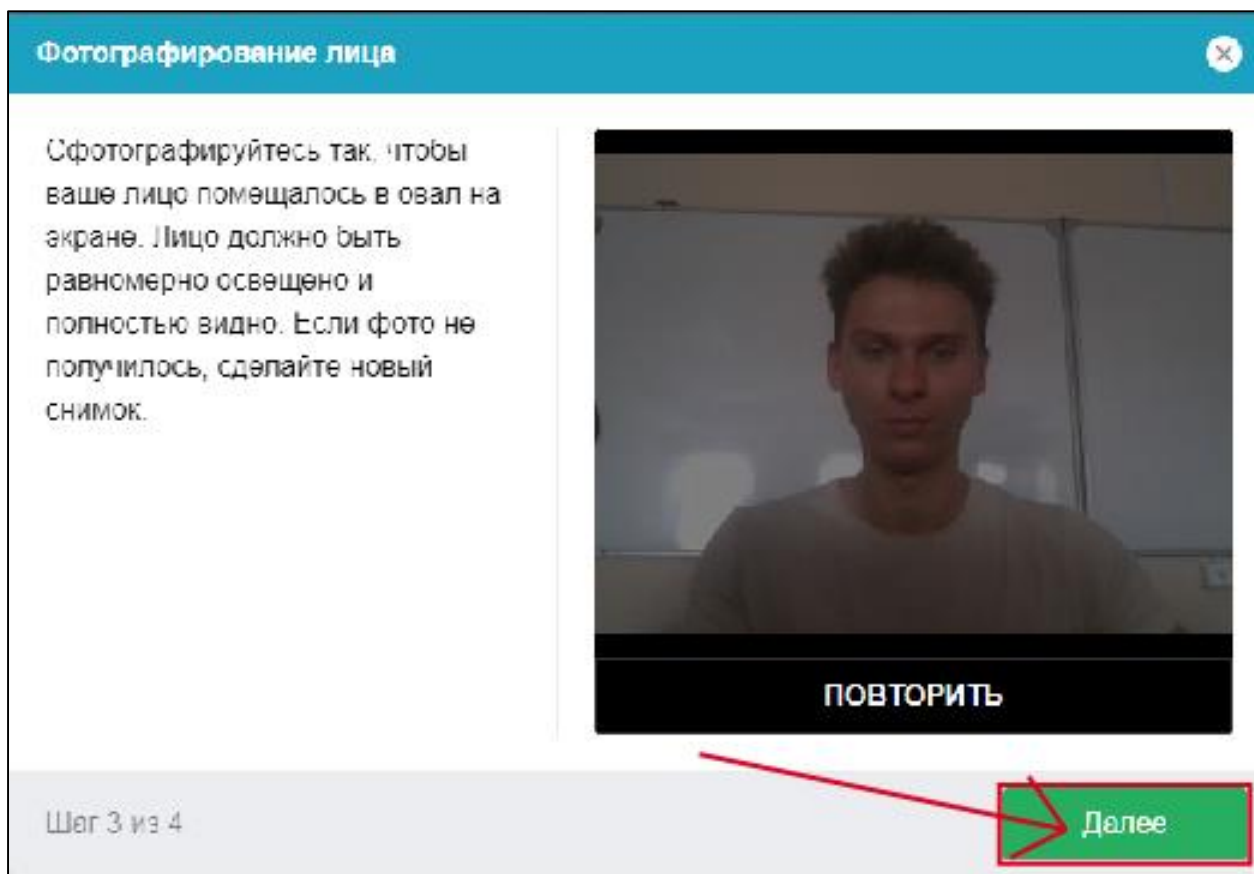 Фотографирование лица
Сфотографируйтесь так, чтобы
ваше лицо помещалось в овал на
экране. Лицо должно быть
равномерно освещено и
полностью видно. Если фото не
получилось, сделайте новый
снимок.
ПОВТОРИТЬ
Шаг 3 из 4
Далее